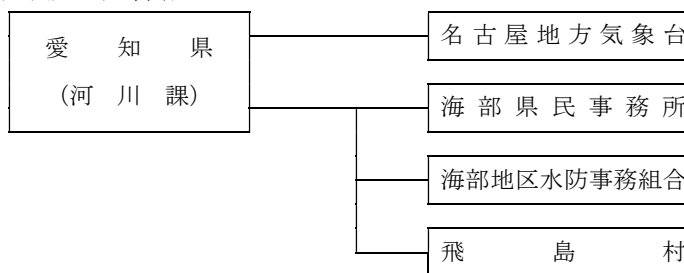 愛知県
(河川課)
名古屋地方気象台
海部県民事務所
海部地区水防事務組合
飛島村